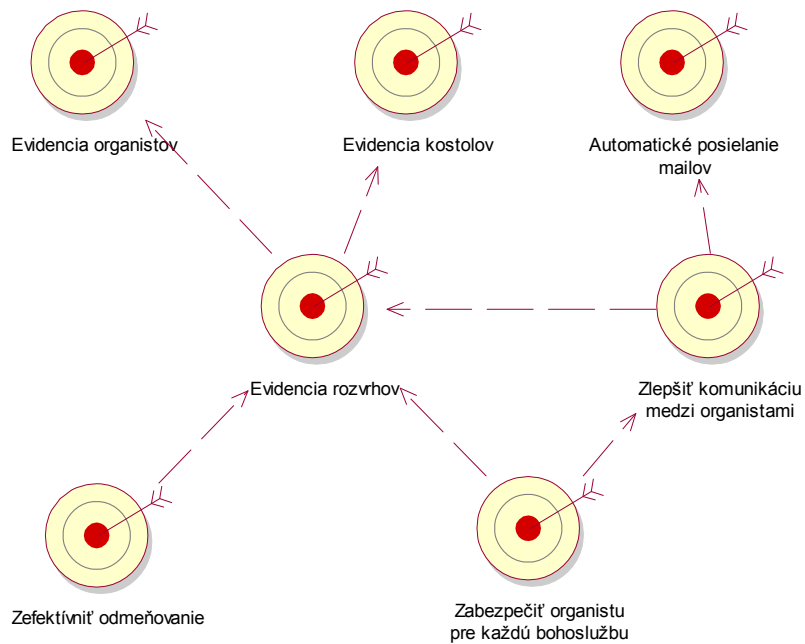 Evidencia organistov
Evidencia kostolov
Automatické posielanie
mailov
Evidencia rozvrhov
Zlepšiť komunikáciu
medzi organistami
Zefektívniť odmeňovanie
Zabezpečiť organistu
pre každú bohoslužbu